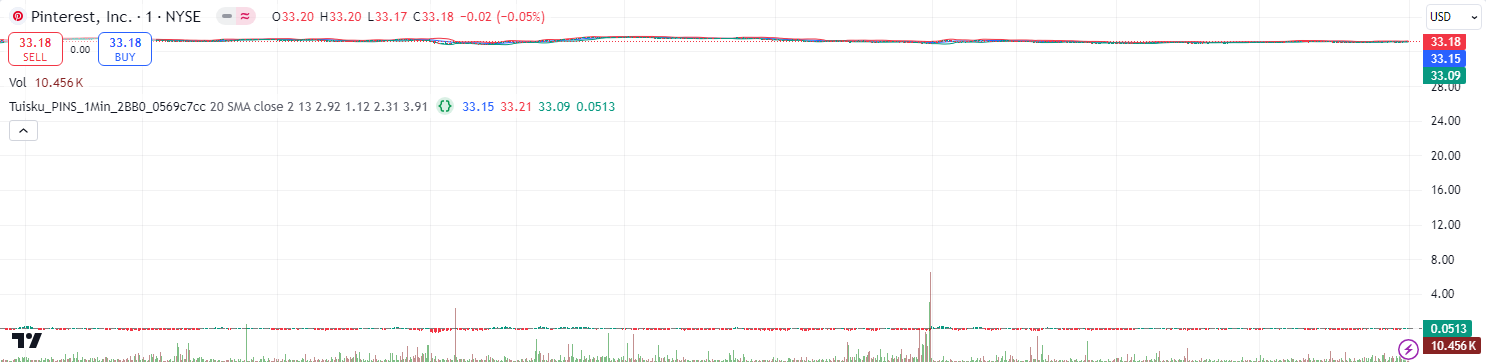 Pinterest, Inc. · 1 · NYSE O33.20 H33.20 L33.17 C33.18 −0.02 (−0.05%)
USD
33.18
SELL
0.00
33.18
BUY
Vol 10.456 K
Tuisku_PINS_1Min_2BB0_0569c7cc 20 SMA close 2 13 2.92 1.12 2.31 3.91 {} 33.15 33.21 33.09 0.0513
33.18
33.15
33.09
28.00
24.00
20.00
16.00
12.00
8.00
4.00
0.0513
10.456 K